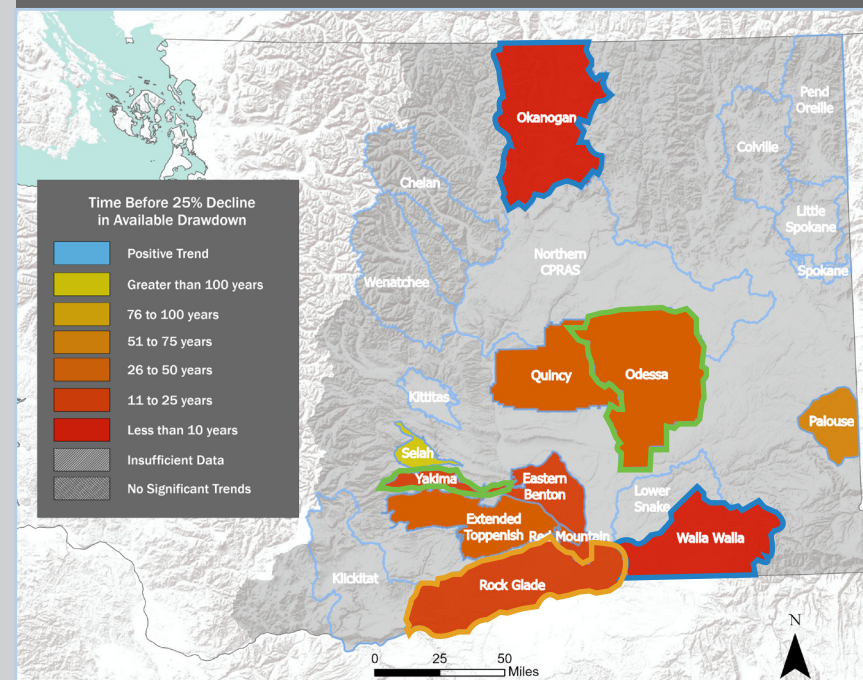 Okanogan
Pend
Oreille
Colville
Chelan
Little
Spokane
Northern
CPRAS
Spokane
Wenatchee
Time Before 25% Decline
in Available Drawdown
Positive Trend
Greater than 100 years
76 to 100 years
51 to 75 years
26 to 50 years
11 to 25 years
Less than 10 years
Insufficient Data
No Significant Trends
Quincy
Odessa
Kittitas
Palouse
Selah
Yakima
Eastern
Benton
Lower
Snake
Extended
Toppenish
Red Mountain
Walla Walla
Klickitat
Rock Glade
N
0 25 50
Miles